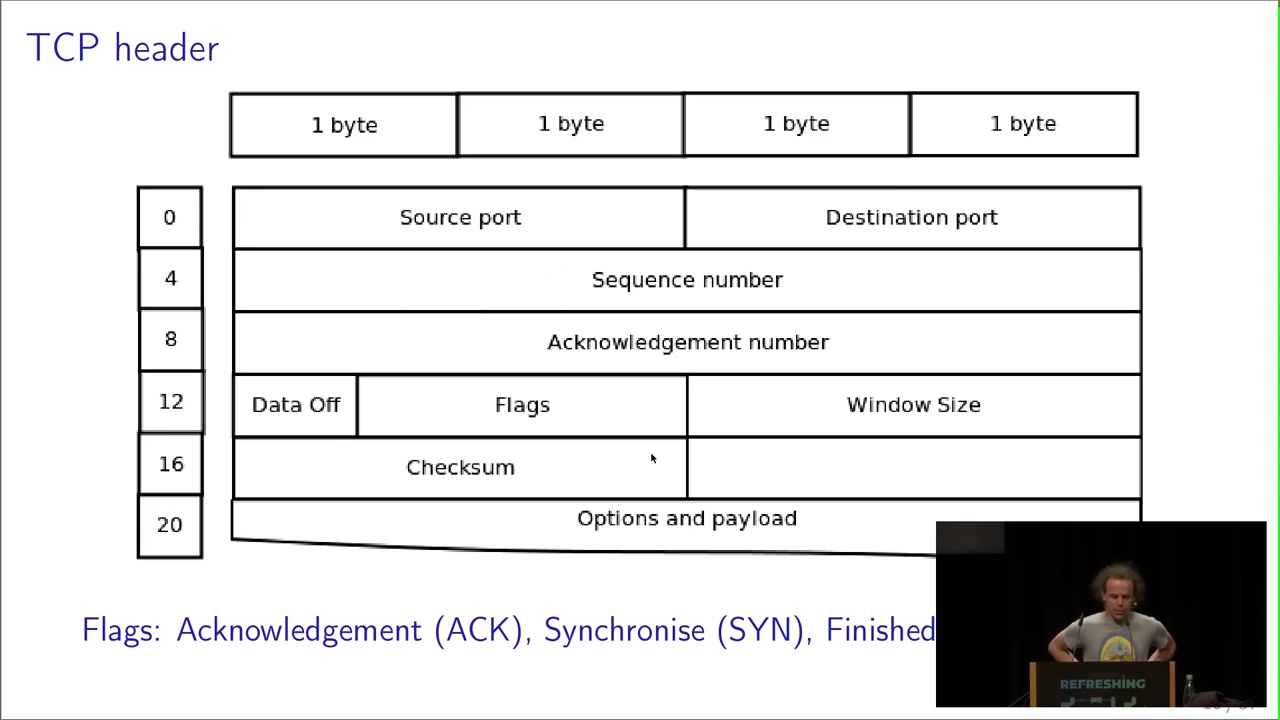 TCP header
1 byte 1 byte 1 byte 1 byte
0 Source port Destination port
4 Sequence number
8 Acknowledgement number
12 Data Off Flags Window Size
16 Checksum
20 Options and payload
Flags: Acknowledgement (ACK), Synchronise (SYN), Finished
REFRESHING